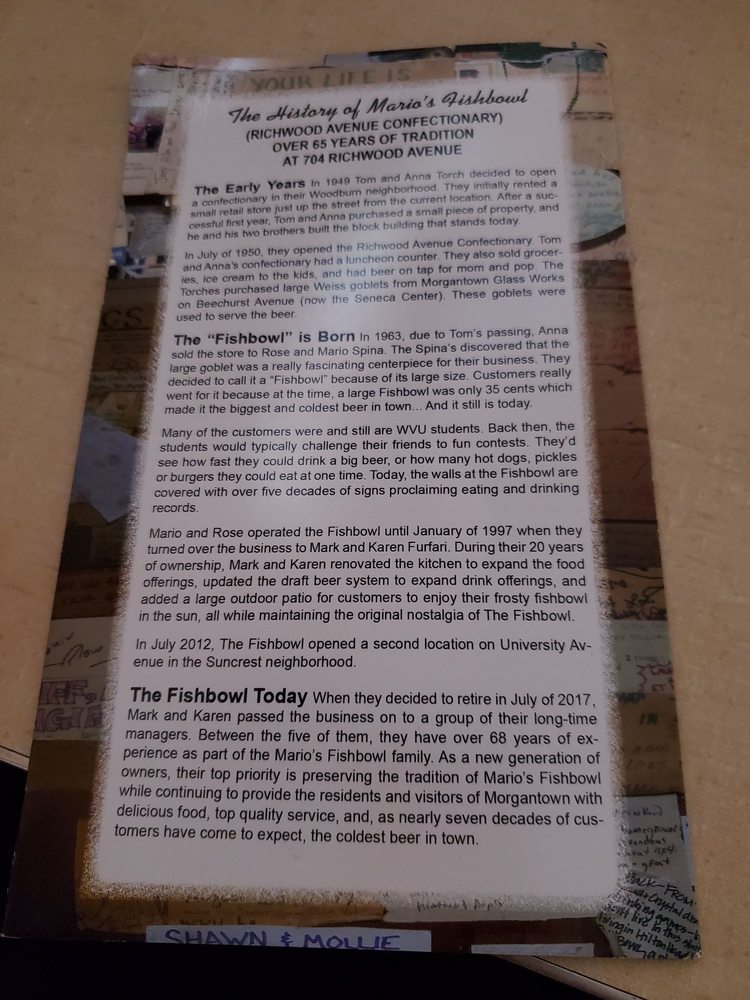 YOUR LIFE IS
The History of Mario's Fishbowl
(RICHWOOD AVENUE CONFECTIONARY)
OVER 65 YEARS OF TRADITION
AT 704 RICHWOOD AVENUE
The Early Years In 1949 Tom and Anna Torch decided to open
a confectionary in their Woodburn neighborhood. They initially rented a
small retail store just up the street from the current location. After a suc-
cessful first year, Tom and Anna purchased a small piece of property, and
he and his two brothers built the block building that stands today.
In July of 1950, they opened the Richwood Avenue Confectionary. Tom
and Anna's confectionary had a luncheon counter. They also sold grocer-
ies, ice cream to the kids, and had beer on tap for mom and pop. The
Torches purchased large Weiss goblets from Morgantown Glass Works
on Beechurst Avenue (now the Seneca Center). These goblets were
used to serve the beer.
The "Fishbowl" is Born In 1963, due to Tom's passing, Anna
sold the store to Rose and Mario Spina. The Spina's discovered that the
large goblet was a really fascinating centerpiece for their business. They
decided to call it a "Fishbowl" because of its large size. Customers really
went for it because at the time, a large Fishbowl was only 35 cents which
made it the biggest and coldest beer in town... And it still is today.
Many of the customers were and still are WVU students. Back then, the
students would typically challenge their friends to fun contests. They'd
see how fast they could drink a big beer, or how many hot dogs, pickles
or burgers they could eat at one time. Today, the walls at the Fishbowl are
covered with over five decades of signs proclaiming eating and drinking
records.
Mario and Rose operated the Fishbowl until January of 1997 when they
turned over the business to Mark and Karen Furfari. During their 20 years
of ownership, Mark and Karen renovated the kitchen to expand the food
offerings, updated the draft beer system to expand drink offerings, and
added a large outdoor patio for customers to enjoy their frosty fishbowl
in the sun, all while maintaining the original nostalgia of The Fishbowl.
In July 2012, The Fishbowl opened a second location on University Av-
enue in the Suncrest neighborhood.
The Fishbowl Today When they decided to retire in July of 2017,
Mark and Karen passed the business on to a group of their long-time
managers. Between the five of them, they have over 68 years of ex-
perience as part of the Mario's Fishbowl family. As a new generation of
owners, their top priority is preserving the tradition of Mario's Fishbowl
while continuing to provide the residents and visitors of Morgantown with
delicious food, top quality service, and, as nearly seven decades of cus-
tomers have come to expect, the coldest beer in town.
SHAWN & MOLLIE